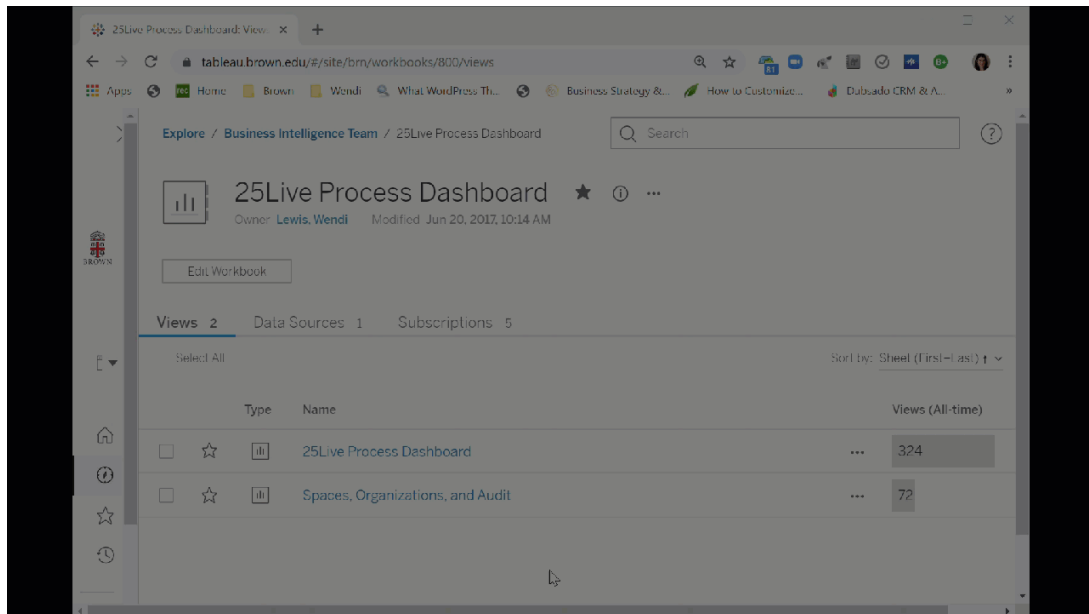 25Live Process Dashboard: View
tableau.brown.edu/#/site/brn/workbooks/800/views
R1
Apps
Home
Brown
Wendi
What WordPress Th...
Business Strategy &...
How to Customize...
Dubsado CRM & A...
»
Explore / Business Intelligence Team / 25Live Process Dashboard
Search
?
25Live Process Dashboard
Owner Lewis, Wendi Modified Jun 20, 2017, 10:14 AM
BROWN
Edit Workbook
Views 2 Data Sources 1 Subscriptions 5
Select All
Sort by: Sheet (First–Last)
Type Name Views (All-time)
25Live Process Dashboard 324
Spaces, Organizations, and Audit 72